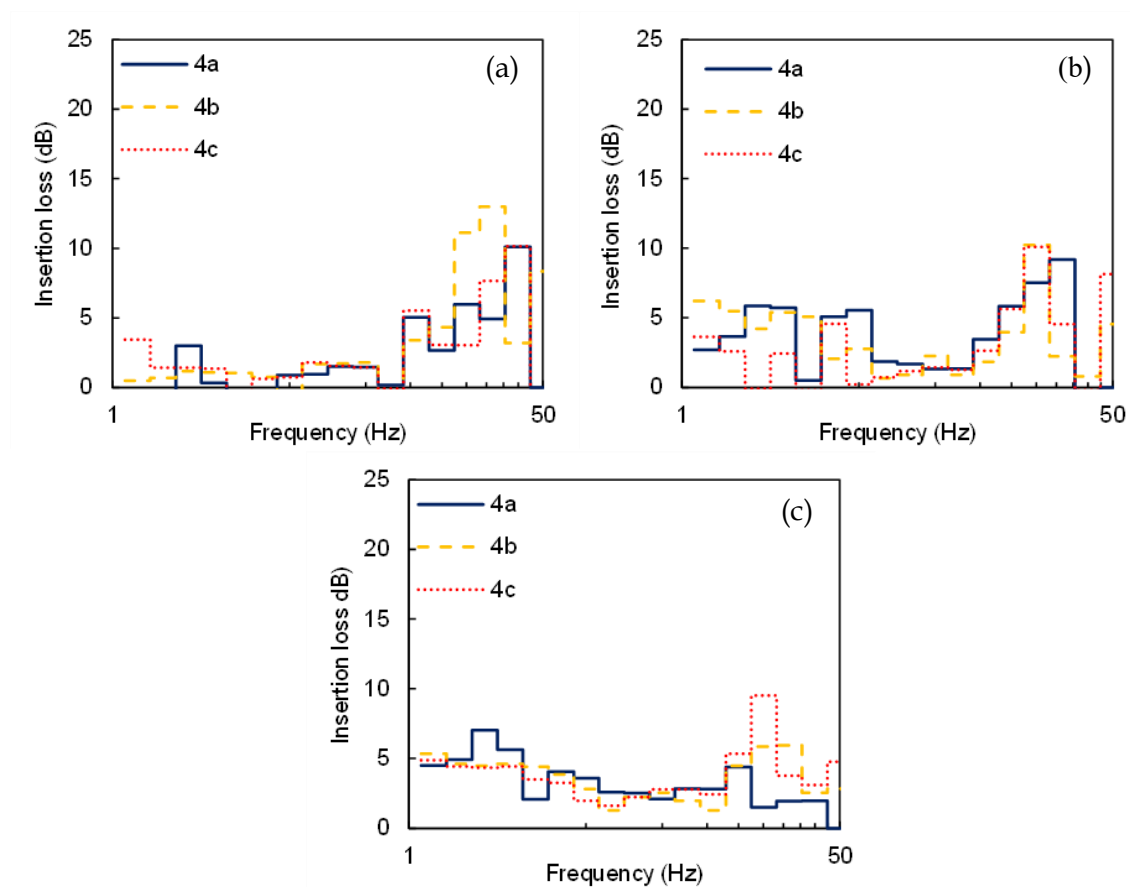 25
20
15
10
5
0
Insertion loss (dB)
4a
4b
4c
(a)
1
50
Frequency (Hz)
25
20
15
10
5
0
Insertion loss (dB)
4a
4b
4c
(b)
1
50
Frequency (Hz)
25
20
15
10
5
0
Insertion loss dB)
4a
4b
4c
(c)
1
50
Frequency (Hz)